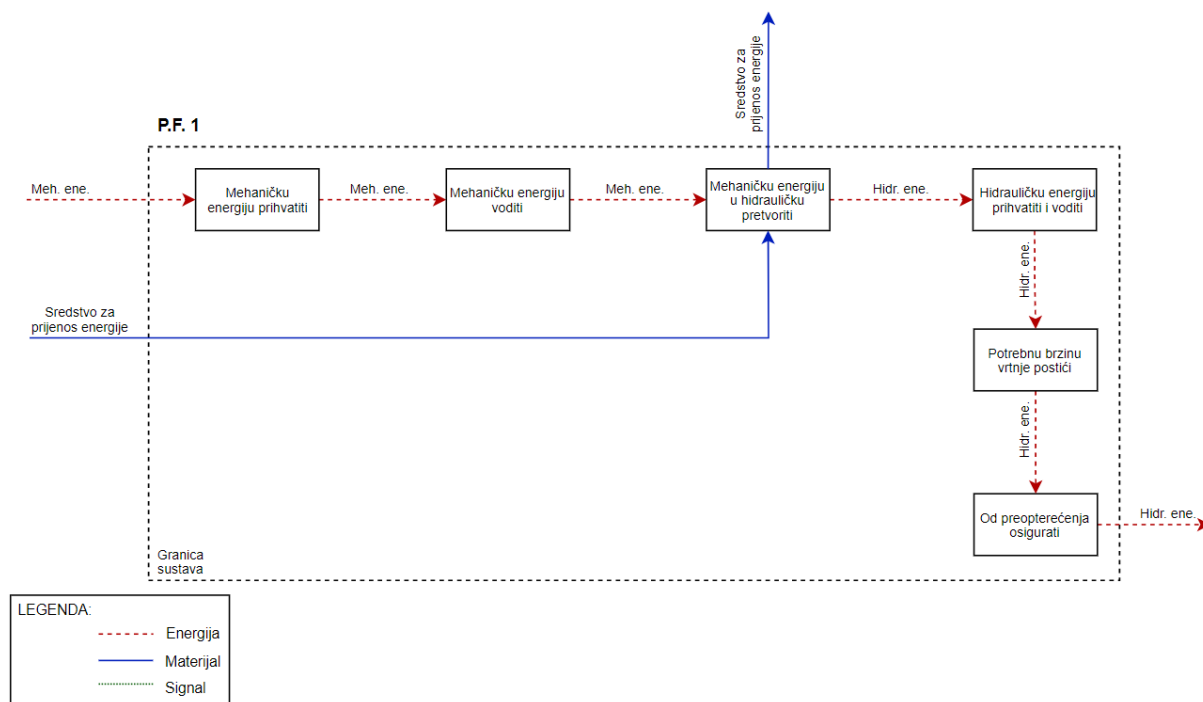 Sredstvo za
prijenos energije
P.F. 1
Meh. ene.
Mehaničku
energiju prihvatiti
Meh. ene.
Mehaničku energiju
voditi
Meh. ene.
Mehaničku energiju
u hidrauličku
pretvoriti
Hidr. ene.
Hidrauličku energiju
prihvatiti i voditi
Hidr. ene.
Sredstvo za
prijenos energije
Potrebnu brzinu
vrtnje postići
Hidr. ene.
Od preopterećenja
osigurati
Hidr. ene.
Granica
sustava
LEGENDA:
Energija
Materijal
Signal